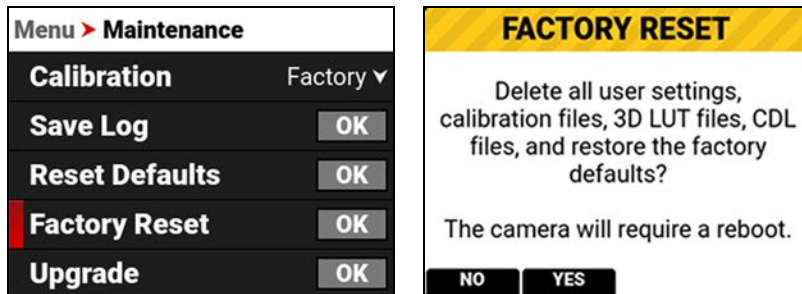 Menu > Maintenance
Calibration Factory
Save Log OK
Reset Defaults OK
Factory Reset OK
Upgrade OK
FACTORY RESET
Delete all user settings,
calibration files, 3D LUT files, CDL
files, and restore the factory
defaults?
The camera will require a reboot.
NO YES